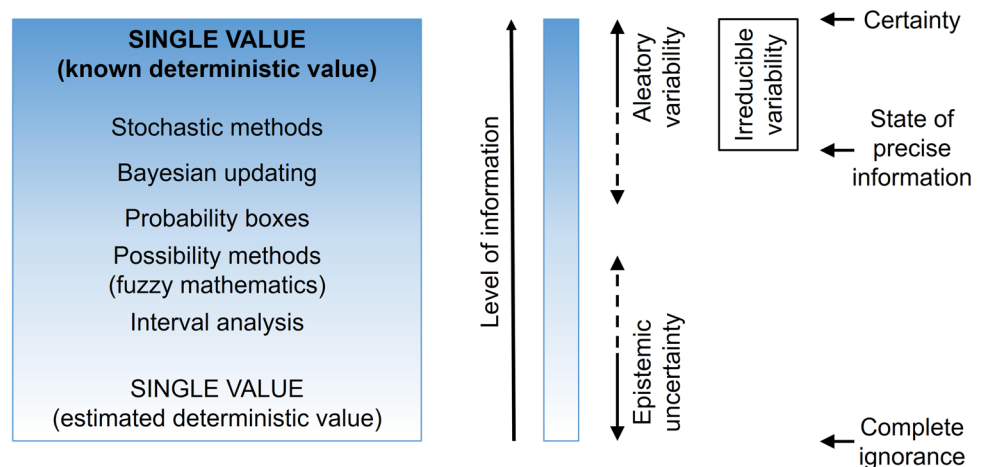 SINGLE VALUE
(known deterministic value)
Stochastic methods
Bayesian updating
Probability boxes
Possibility methods
(fuzzy mathematics)
Interval analysis
SINGLE VALUE
(estimated deterministic value)
Level of information
Aleatory
variability
Epistemic
uncertainty
Irreducible
variability
Certainty
State of
precise
information
Complete
ignorance